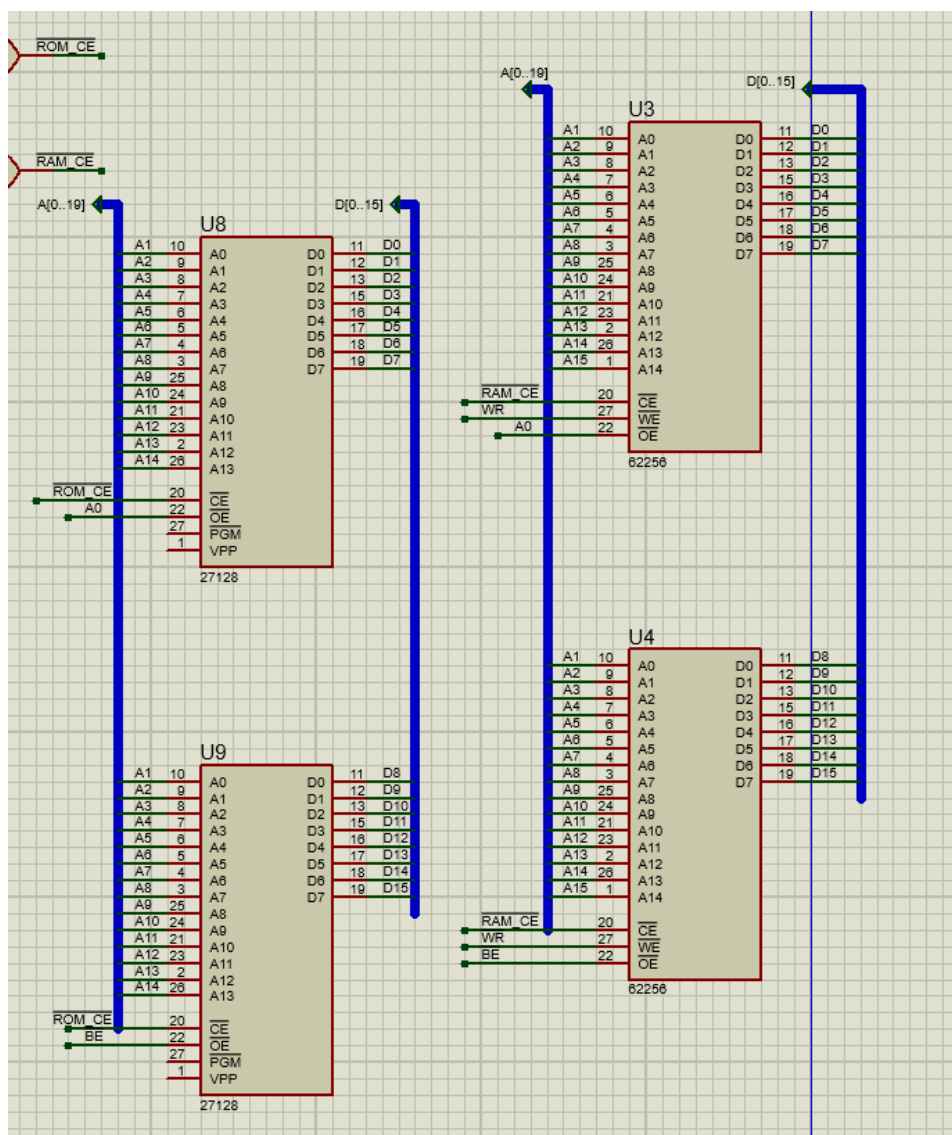 ROM_CE
RAM_CE
A[0..19]
D[0..15]
U8
A1 10 A0 D0 11 D0
A2 9 A1 D1 12 D1
A3 8 A2 D2 13 D2
A4 7 A3 D3 15 D3
A5 6 A4 D4 16 D4
A6 5 A5 D5 17 D5
A7 4 A6 D6 18 D6
A8 3 A7 D7 19 D7
A9 25 A8
A10 24 A9
A11 21 A10
A12 23 A11
A13 2 A12
A14 26 A13
ROM_CE 20 CE
A0 22 OE
27 PGM
1 VPP
27128
U9
A1 10 A0 D0 11 D8
A2 9 A1 D1 12 D9
A3 8 A2 D2 13 D10
A4 7 A3 D3 15 D11
A5 6 A4 D4 16 D12
A6 5 A5 D5 17 D13
A7 4 A6 D6 18 D14
A8 3 A7 D7 19 D15
A9 25 A8
A10 24 A9
A11 21 A10
A12 23 A11
A13 2 A12
A14 26 A13
ROM_CE 20 CE
BE 22 OE
27 PGM
1 VPP
27128
A[0..19]
D[0..15]
U3
A1 10 A0 D0 11 D0
A2 9 A1 D1 12 D1
A3 8 A2 D2 13 D2
A4 7 A3 D3 15 D3
A5 6 A4 D4 16 D4
A6 5 A5 D5 17 D5
A7 4 A6 D6 18 D6
A8 3 A7 D7 19 D7
A9 25 A8
A10 24 A9
A11 21 A10
A12 23 A11
A13 2 A12
A14 26 A13
A15 1 A14
RAM_CE 20 CE
WR 27 WE
A0 22 OE
62256
U4
A1 10 A0 D0 11 D8
A2 9 A1 D1 12 D9
A3 8 A2 D2 13 D10
A4 7 A3 D3 15 D11
A5 6 A4 D4 16 D12
A6 5 A5 D5 17 D13
A7 4 A6 D6 18 D14
A8 3 A7 D7 19 D15
A9 25 A8
A10 24 A9
A11 21 A10
A12 23 A11
A13 2 A12
A14 26 A13
A15 1 A14
RAM_CE 20 CE
WR 27 WE
BE 22 OE
62256